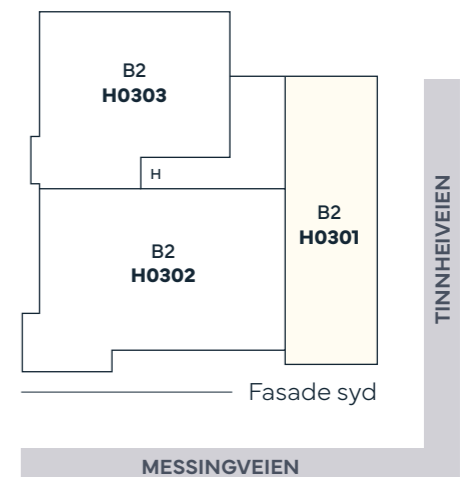 B2
H0303
H
B2
H0301
B2
H0302
TINNHEIVEIEN
Fasade syd
MESSINGVEIEN